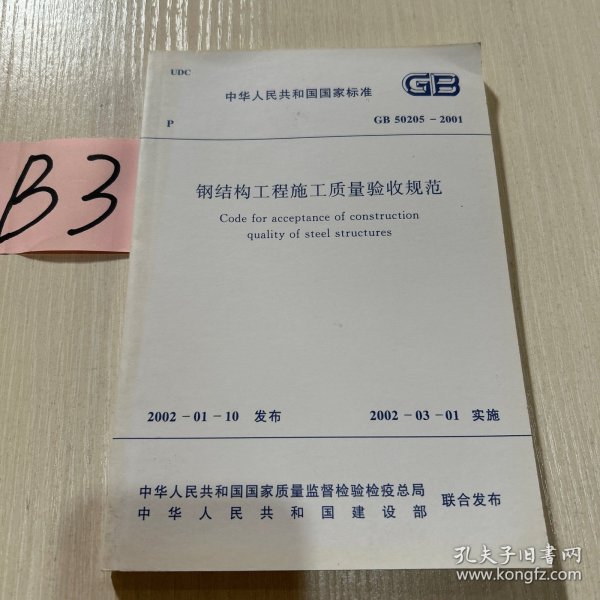 UDC
中华人民共和国国家标准
GB
P
GB 50205-2001
B3
钢结构工程施工质量验收规范
Code for acceptance of construction
quality of steel structures
2002-01-10 发布
2002-03-01 实施
中华人民共和国国家质量监督检验检疫总局
中华人民共和国建设部
联合发布
孔夫子旧书网
www.kongfz.com